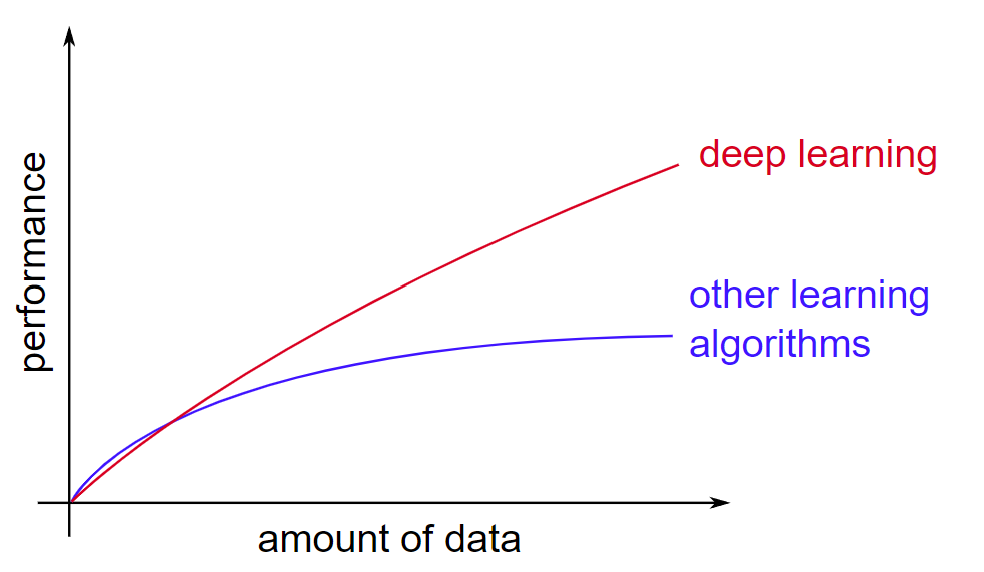 performance
deep learning
other learning
algorithms
amount of data